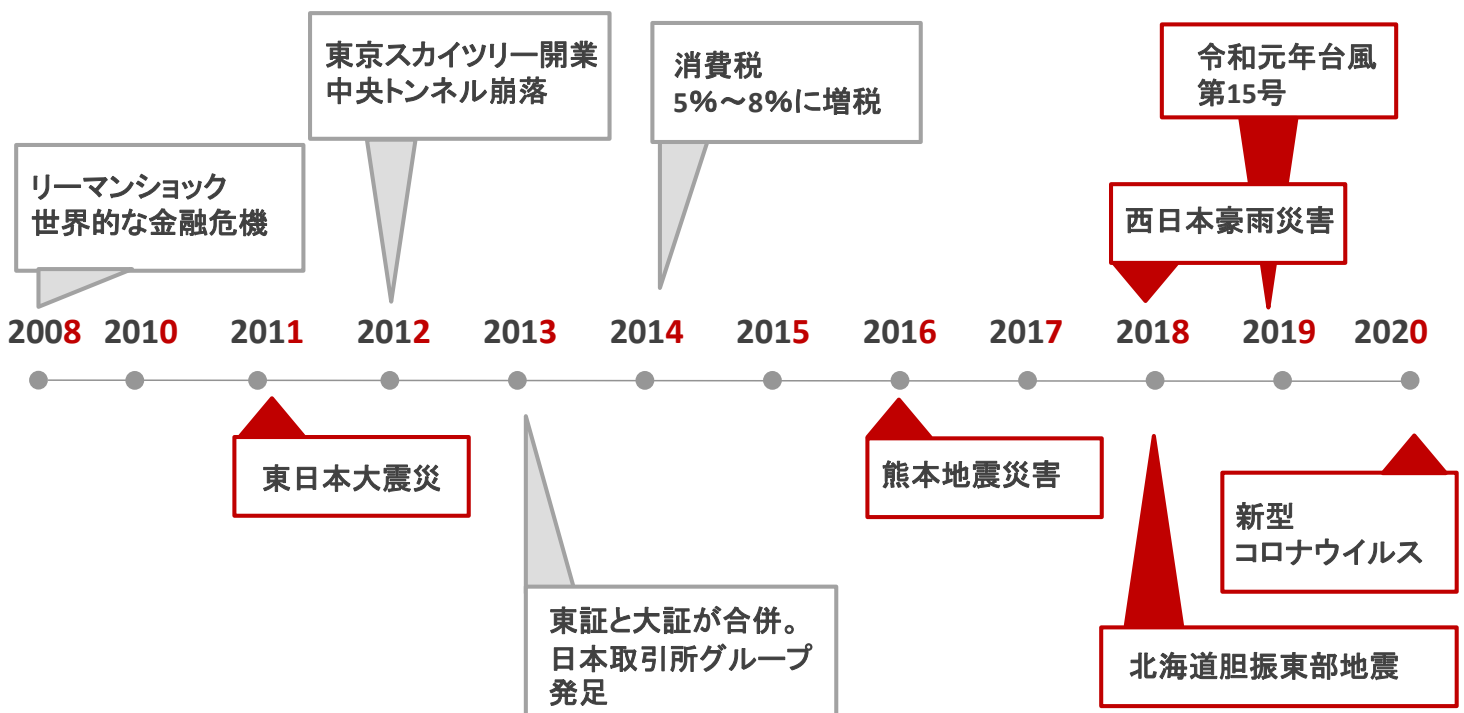 東京スカイツリー開業
中央トンネル崩落
消費税
5%～8%に増税
令和元年台風
第15号
リーマンショック
世界的な金融危機
西日本豪雨災害
2008 2010 2011 2012 2013 2014 2015 2016 2017 2018 2019 2020
東日本大震災
熊本地震災害
新型
コロナウイルス
東証と大証が合併。
日本取引所グループ
発足
北海道胆振東部地震